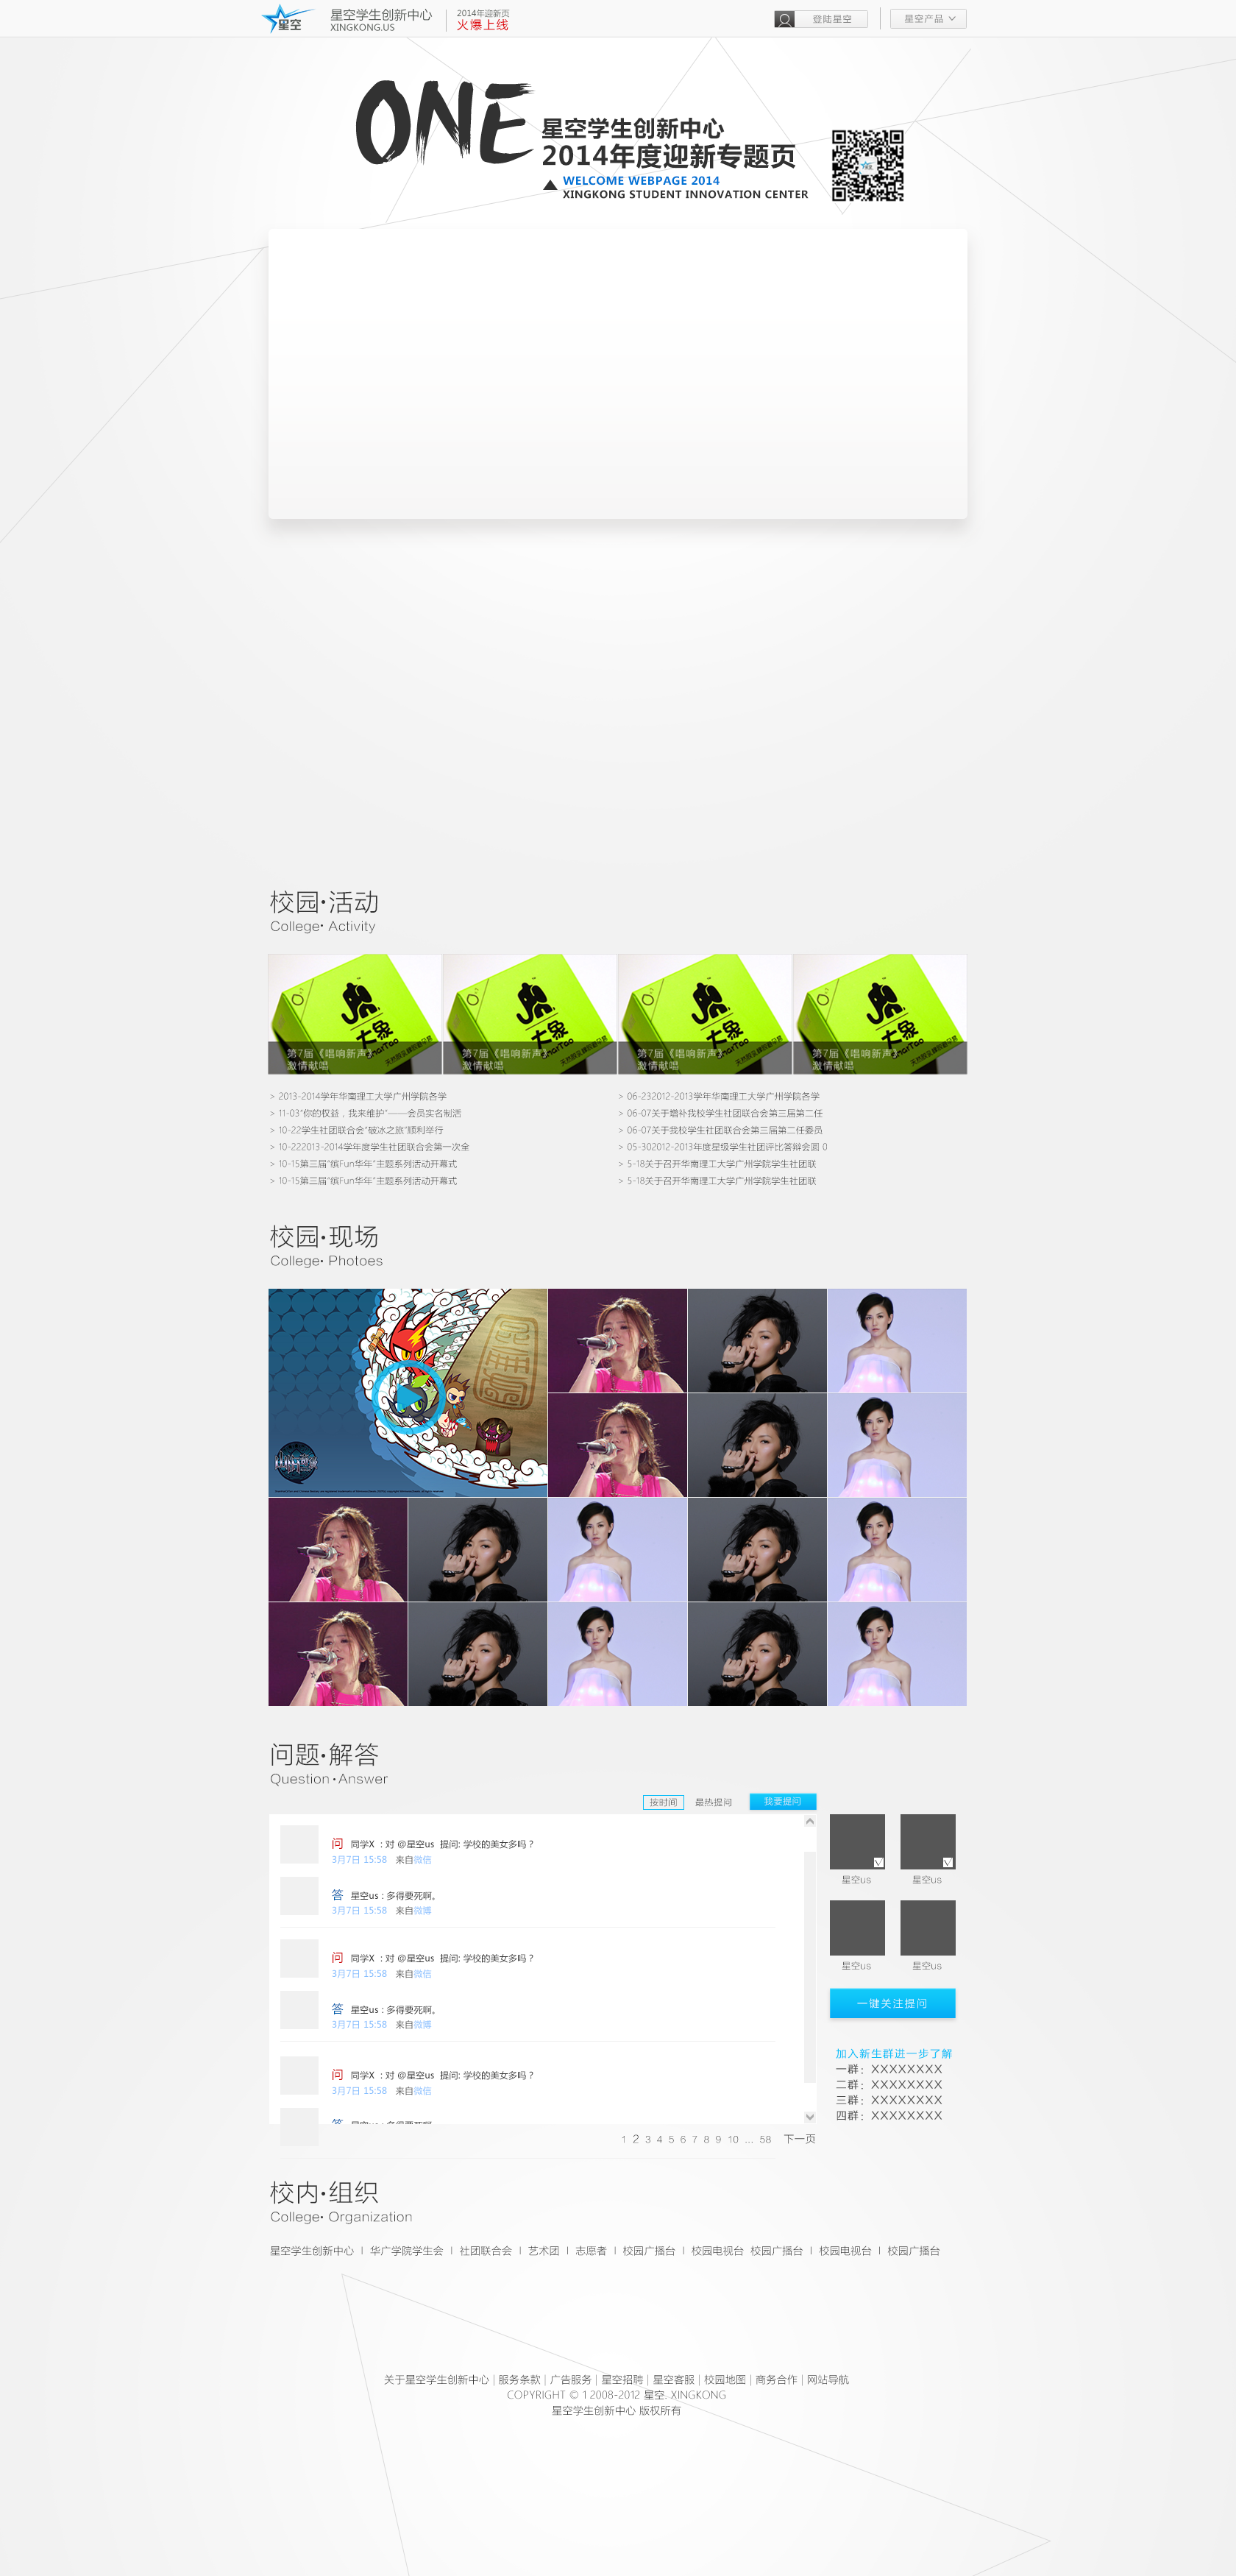 星空
星空学生创新中心
XINGKONG.US
2014年迎新页
火爆上线
登陆星空
星空产品
ONE
星空学生创新中心
2014年度迎新专题页
WELCOME WEBPAGE 2014
XINGKONG STUDENT INNOVATION CENTER
校园·活动
College· Activity
大象
第7届《唱响新声》
激情献唱
大象
第7届《唱响新声》
激情献唱
大象
第7届《唱响新声》
激情献唱
大象
第7届《唱响新声》
激情献唱
> 2013-2014学年华南理工大学广州学院各学
> 11-03“你的权益，我来维护”——会员实名制活
> 10-22学生社团联合会“破冰之旅”顺利举行
> 10-222013-2014学年度学生社团联合会第一次全
> 10-15第三届“缤Fun华年”主题系列活动开幕式
> 10-15第三届“缤Fun华年”主题系列活动开幕式
> 06-232012-2013学年华南理工大学广州学院各学
> 06-07关于增补我校学生社团联合会第三届第二任
> 06-07关于我校学生社团联合会第三届第二任委员
> 05-302012-2013年度星级学生社团评比答辩会圆 0
> 5-18关于召开华南理工大学广州学院学生社团联
> 5-18关于召开华南理工大学广州学院学生社团联
校园·现场
College· Photoes
问题·解答
Question·Answer
按时间 最热提问 我要提问
问 同学X ：对 @星空us 提问: 学校的美女多吗？
3月7日 15:58 来自微信
答 星空us：多得要死啊。
3月7日 15:58 来自微博
问 同学X ：对 @星空us 提问: 学校的美女多吗？
3月7日 15:58 来自微信
答 星空us：多得要死啊。
3月7日 15:58 来自微博
问 同学X ：对 @星空us 提问: 学校的美女多吗？
3月7日 15:58 来自微信
答 星空us：多得要死啊
1 2 3 4 5 6 7 8 9 10 ... 58 下一页
星空us 星空us
星空us 星空us
一键关注提问
加入新生群进一步了解
一群：XXXXXXXX
二群：XXXXXXXX
三群：XXXXXXXX
四群：XXXXXXXX
校内·组织
College· Organization
星空学生创新中心 | 华广学院学生会 | 社团联合会 | 艺术团 | 志愿者 | 校园广播台 | 校园电视台 校园广播台 | 校园电视台 | 校园广播台
关于星空学生创新中心 | 服务条款 | 广告服务 | 星空招聘 | 星空客服 | 校园地图 | 商务合作 | 网站导航
COPYRIGHT © 1 2008-2012 星空. XINGKONG
星空学生创新中心 版权所有